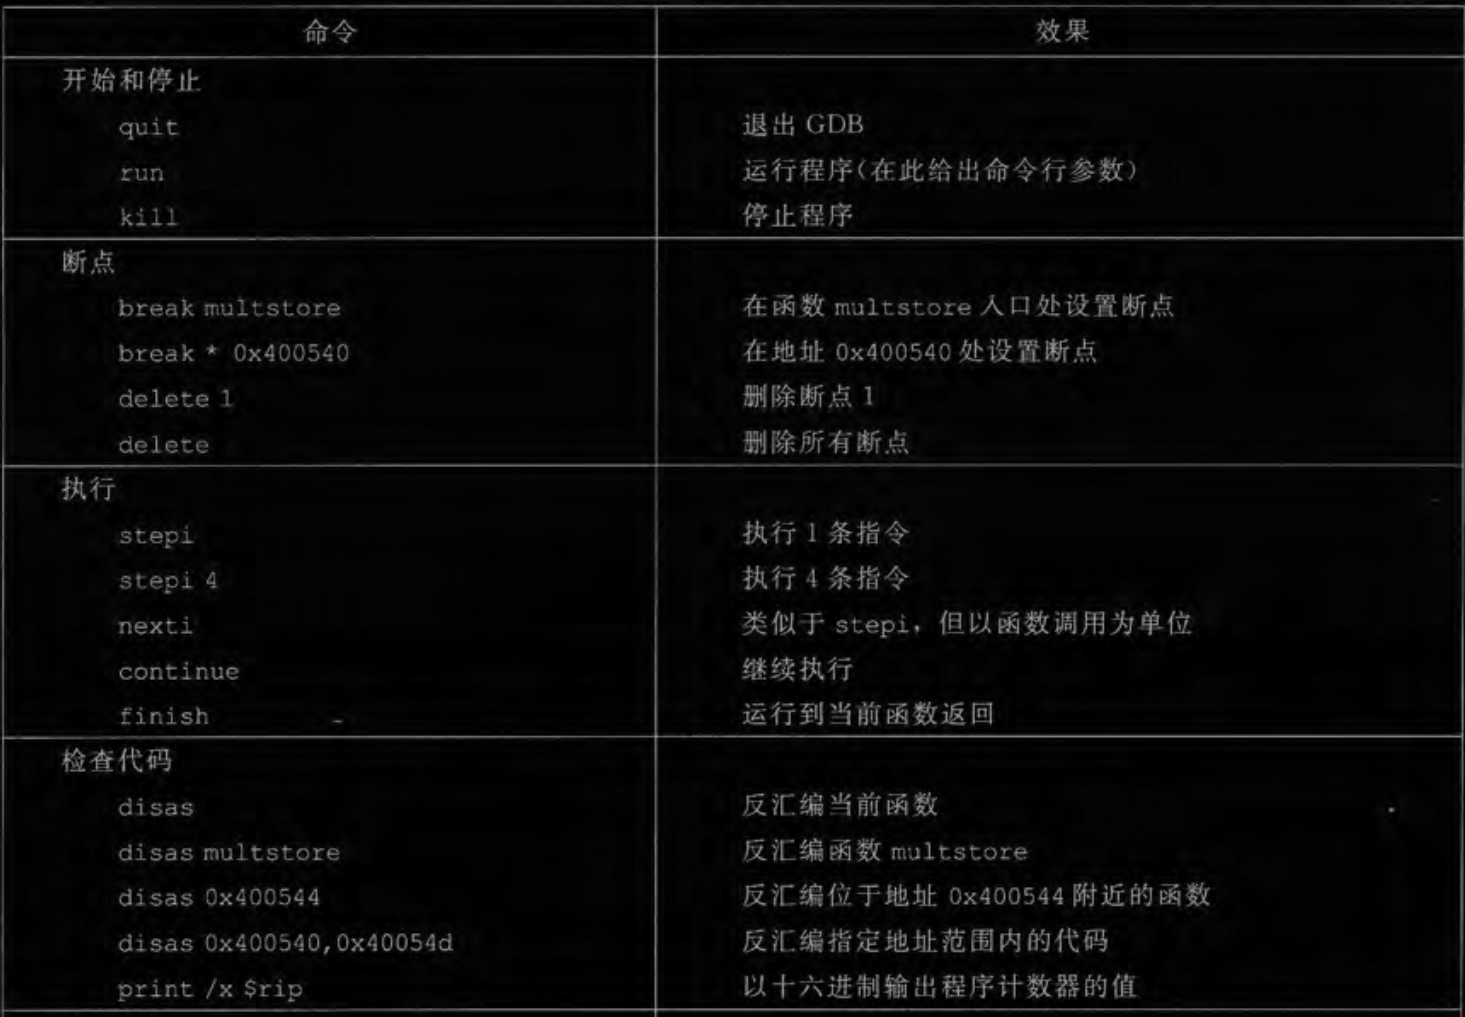 命令 效果
开始和停止
quit 退出 GDB
run 运行程序(在此给出命令行参数)
kill 停止程序
断点
break multstore 在函数 multstore 入口处设置断点
break * 0x400540 在地址 0x400540 处设置断点
delete 1 删除断点 1
delete 删除所有断点
执行
stepi 执行 1 条指令
stepi 4 执行 4 条指令
nexti 类似于 stepi，但以函数调用为单位
continue 继续执行
finish 运行到当前函数返回
检查代码
disas 反汇编当前函数
disas multstore 反汇编函数 multstore
disas 0x400544 反汇编位于地址 0x400544 附近的函数
disas 0x400540,0x40054d 反汇编指定地址范围内的代码
print /x $rip 以十六进制输出程序计数器的值